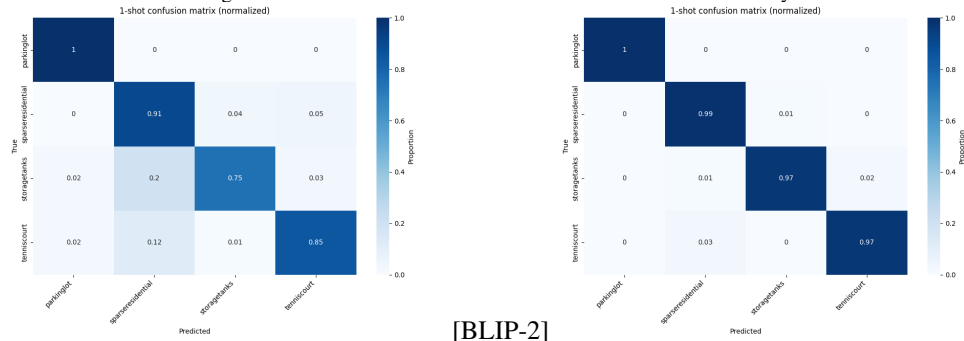 1-shot confusion matrix (normalized)
parkinglot
1
0
0
0
sparseresidential
0
0.91
0.04
0.05
storagetanks
0.02
0.2
0.75
0.03
tenniscourt
0.02
0.12
0.01
0.85
True
parkinglot
sparseresidential
storagetanks
tenniscourt
Predicted
1.0
0.8
0.6
0.4
0.2
0.0
Proportion
1-shot confusion matrix (normalized)
parkinglot
1
0
0
0
sparseresidential
0
0.99
0.01
0
storagetanks
0
0.01
0.97
0.02
tenniscourt
0
0.03
0
0.97
True
parkinglot
sparseresidential
storagetanks
tenniscourt
Predicted
1.0
0.8
0.6
0.4
0.2
0.0
Proportion
[BLIP-2]